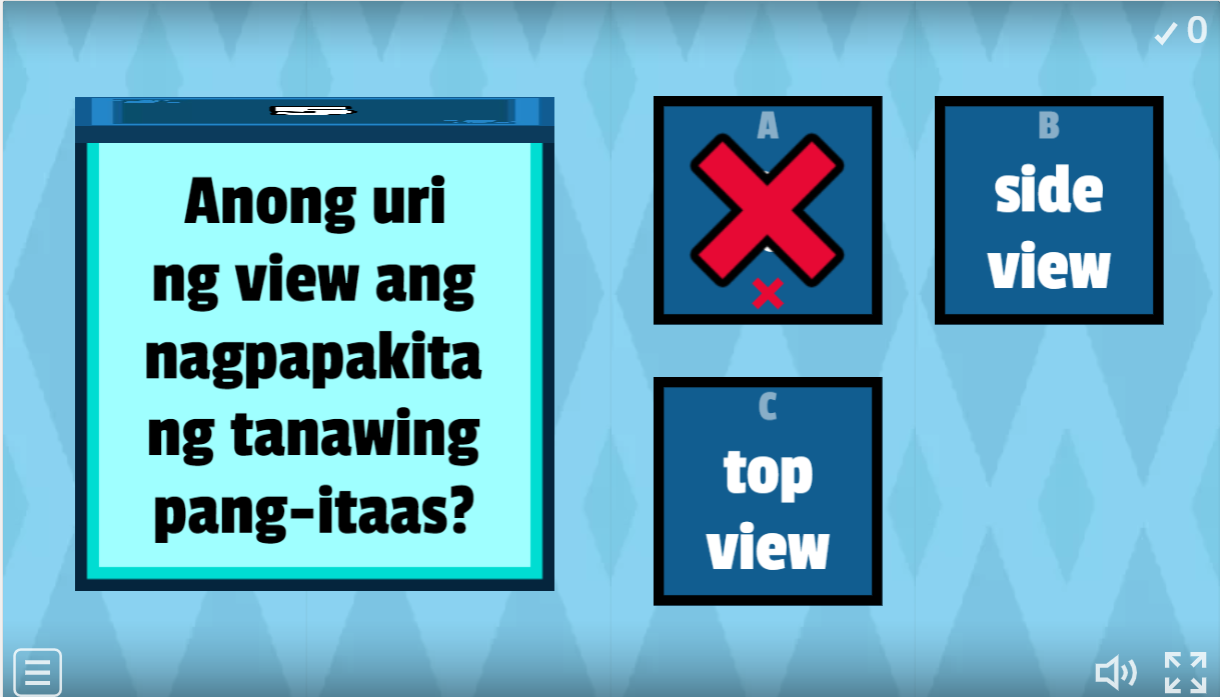 0
Anong uri
ng view ang
nagpapakita
ng tanawing
pang-itaas?
A
B
side
view
C
top
view